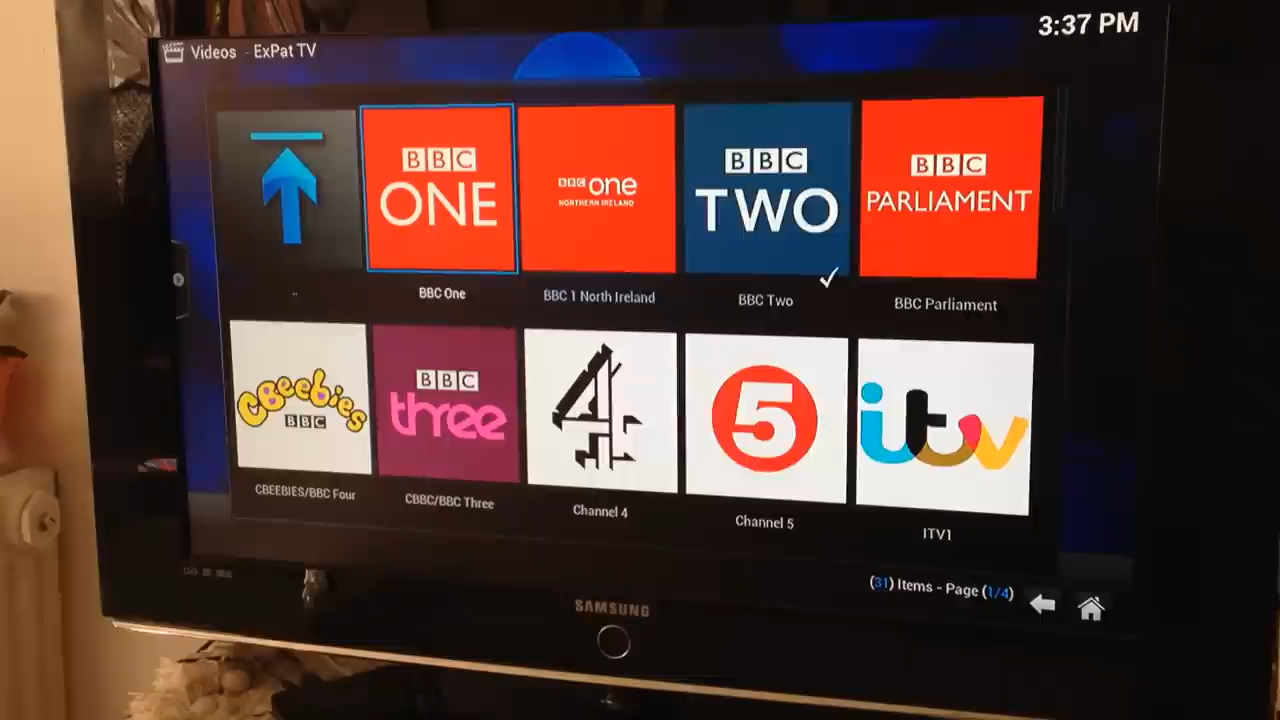 3:37 PM
Videos - ExPat TV
BBC
ONE
BBC one
NORTHERN IRELAND
BBC
TWO
BBC
PARLIAMENT
..
BBC One
BBC 1 North Ireland
BBC Two
BBC Parliament
CBeebies
BBC
BBC
three
4
5
itv
CBEEBIES/BBC Four
CBBC/BBC Three
Channel 4
Channel 5
ITV1
(31) Items - Page (1/4)
SAMSUNG